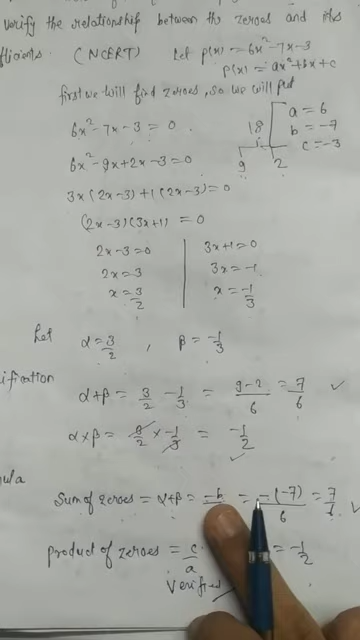 Verify the relationship between the zeroes and its
fficients. (NCERT) Let p(x) = 6x²-7x-3
p(x) = ax²+bx+c
first we will find zeroes, so we will put
6x²-7x-3=0
18
a = 6
b = -7
c = -3
9 2
6x²-9x+2x-3=0
3x(2x-3)+1(2x-3)=0
(2x-3)(3x+1)=0
2x-3=0 3x+1=0
2x=3 3x=-1
x=3/2 x=-1/3
Let α=3/2 , β=-1/3
ification
α+β = 3/2 - 1/3 = 9-2/6 = 7/6 ✓
α×β = 3/2 × -1/3 = -1/2 ✓
ula
Sum of zeroes = α+β = -b = -(-7)/6 = 7/6 ✓
product of zeroes = c/a = -1/2
Verified